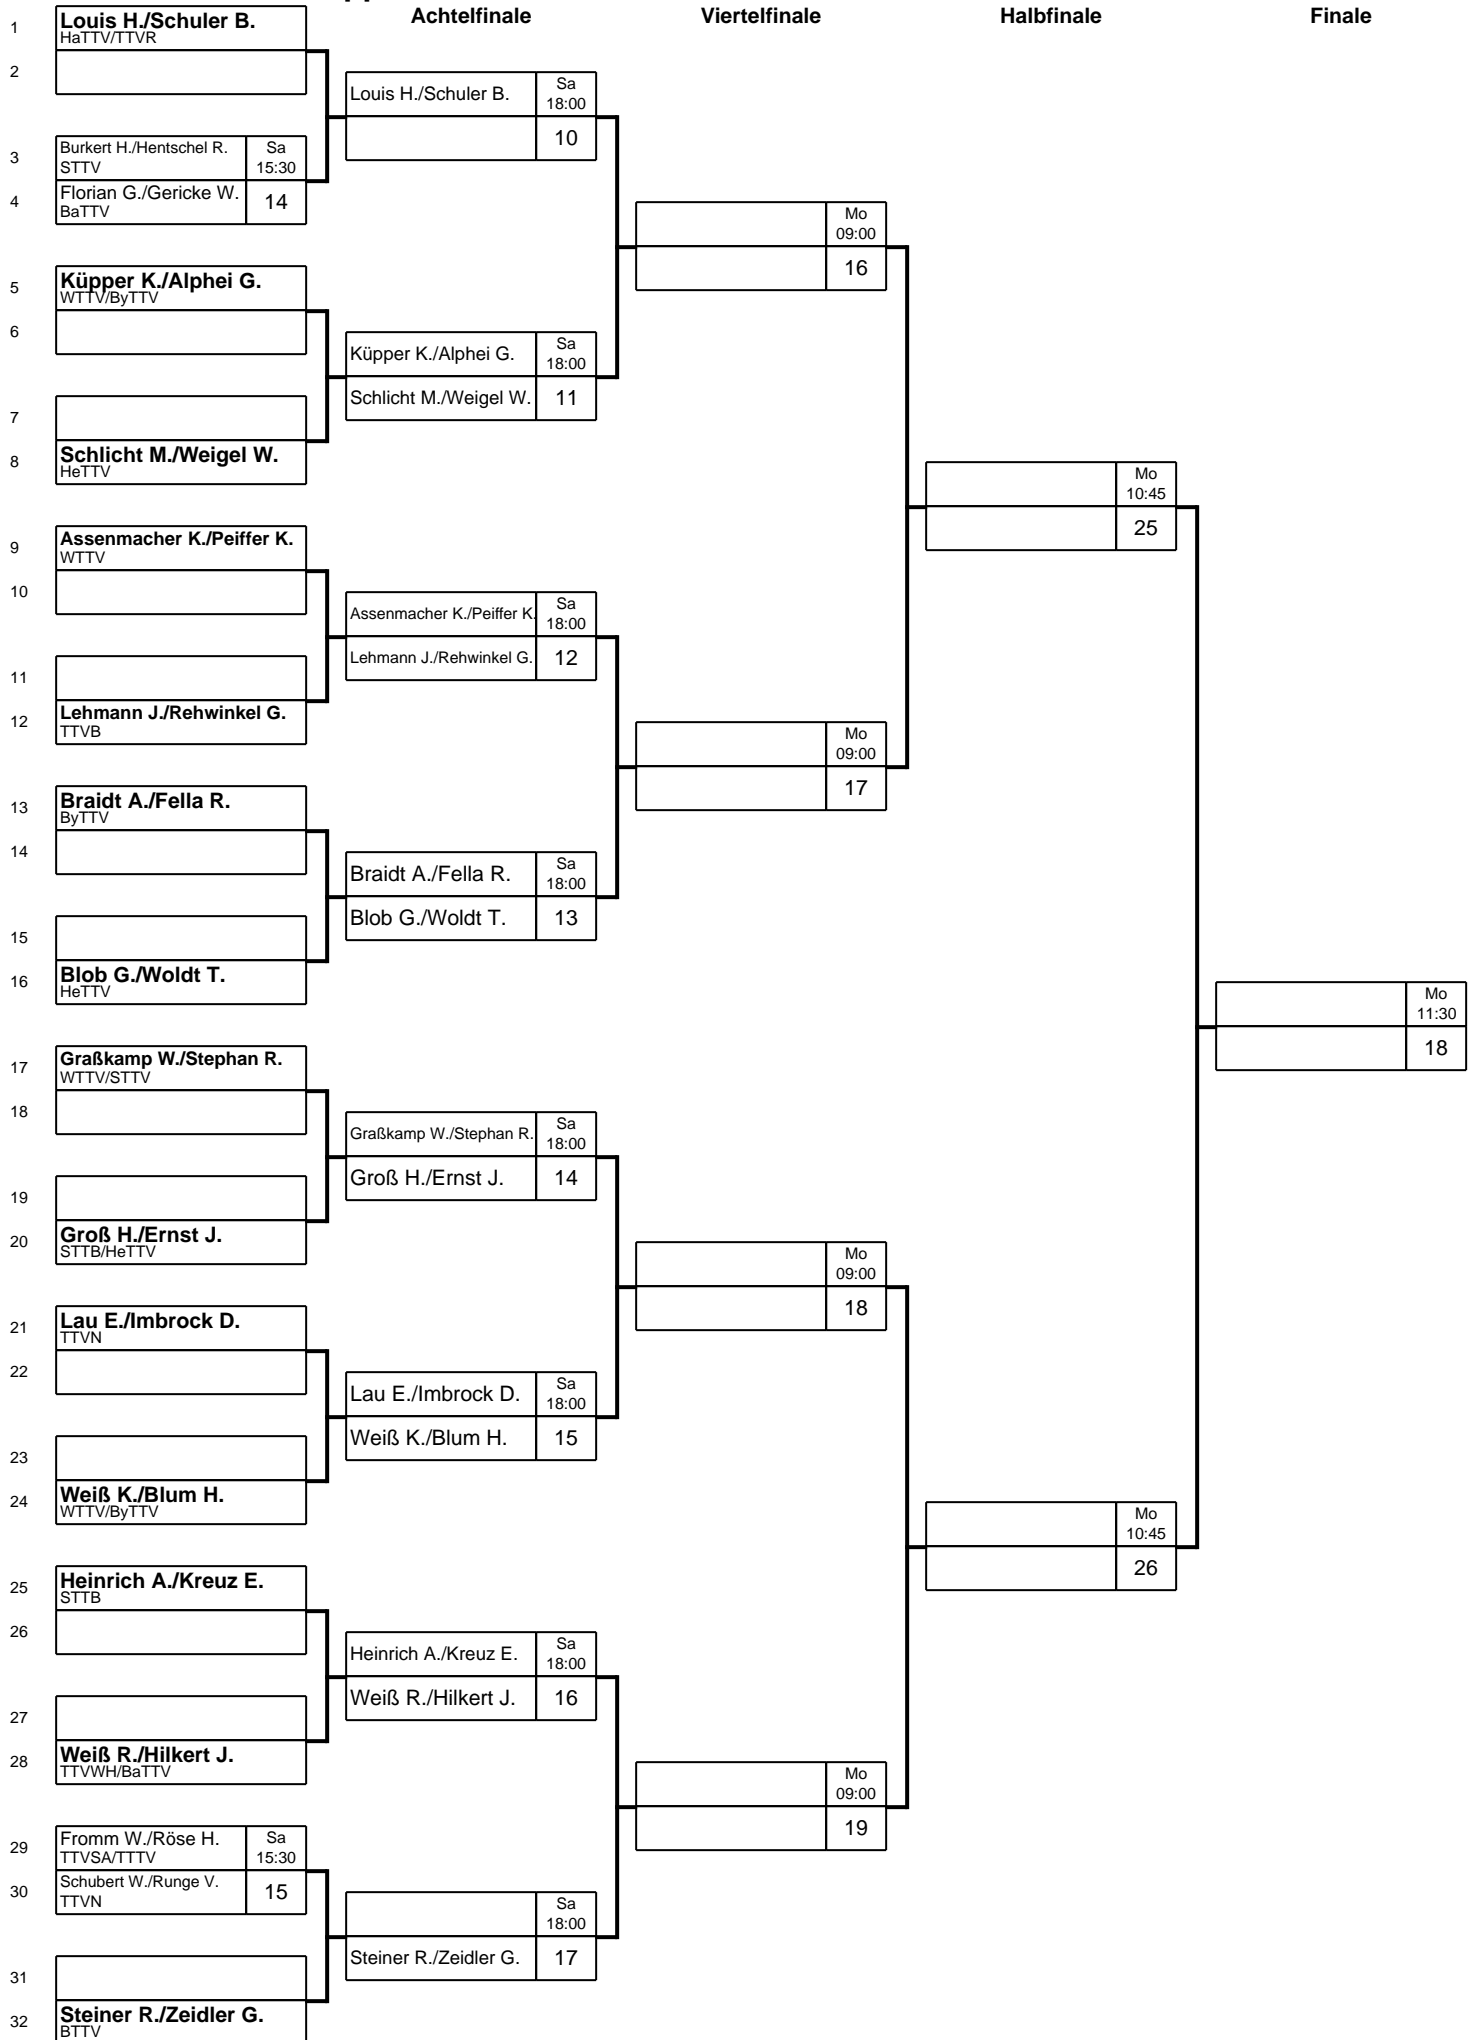 Achtelfinale Viertelfinale Halbfinale Finale
1 Louis H./Schuler B.
HaTTV/TTVR
2
Louis H./Schuler B. Sa
18:00
10
3 Burkert H./Hentschel R. Sa
STTV 15:30
4 Florian G./Gericke W. 14
BaTTV
Mo
09:00
16
5 Küpper K./Alphei G.
WTTV/ByTTV
6
Küpper K./Alphei G. Sa
18:00
Schlicht M./Weigel W. 11
7
8 Schlicht M./Weigel W.
HeTTV
Mo
10:45
25
9 Assenmacher K./Peiffer K.
WTTV
10
Assenmacher K./Peiffer K. Sa
18:00
Lehmann J./Rehwinkel G. 12
11
12 Lehmann J./Rehwinkel G.
TTVB
Mo
09:00
17
13 Braidt A./Fella R.
ByTTV
14
Braidt A./Fella R. Sa
18:00
Blob G./Woldt T. 13
15
16 Blob G./Woldt T.
HeTTV
Mo
11:30
18
17 Graßkamp W./Stephan R.
WTTV/STTV
18
Graßkamp W./Stephan R. Sa
18:00
Groß H./Ernst J. 14
19
20 Groß H./Ernst J.
STTB/HeTTV
Mo
09:00
18
21 Lau E./Imbrock D.
TTVN
22
Lau E./Imbrock D. Sa
18:00
Weiß K./Blum H. 15
23
24 Weiß K./Blum H.
WTTV/ByTTV
Mo
10:45
26
25 Heinrich A./Kreuz E.
STTB
26
Heinrich A./Kreuz E. Sa
18:00
Weiß R./Hilkert J. 16
27
28 Weiß R./Hilkert J.
TTVWH/BaTTV
Mo
09:00
19
29 Fromm W./Röse H. Sa
TTVSA/TTTV 15:30
30 Schubert W./Runge V. 15
TTVN
Sa
18:00
Steiner R./Zeidler G. 17
31
32 Steiner R./Zeidler G.
BTTV